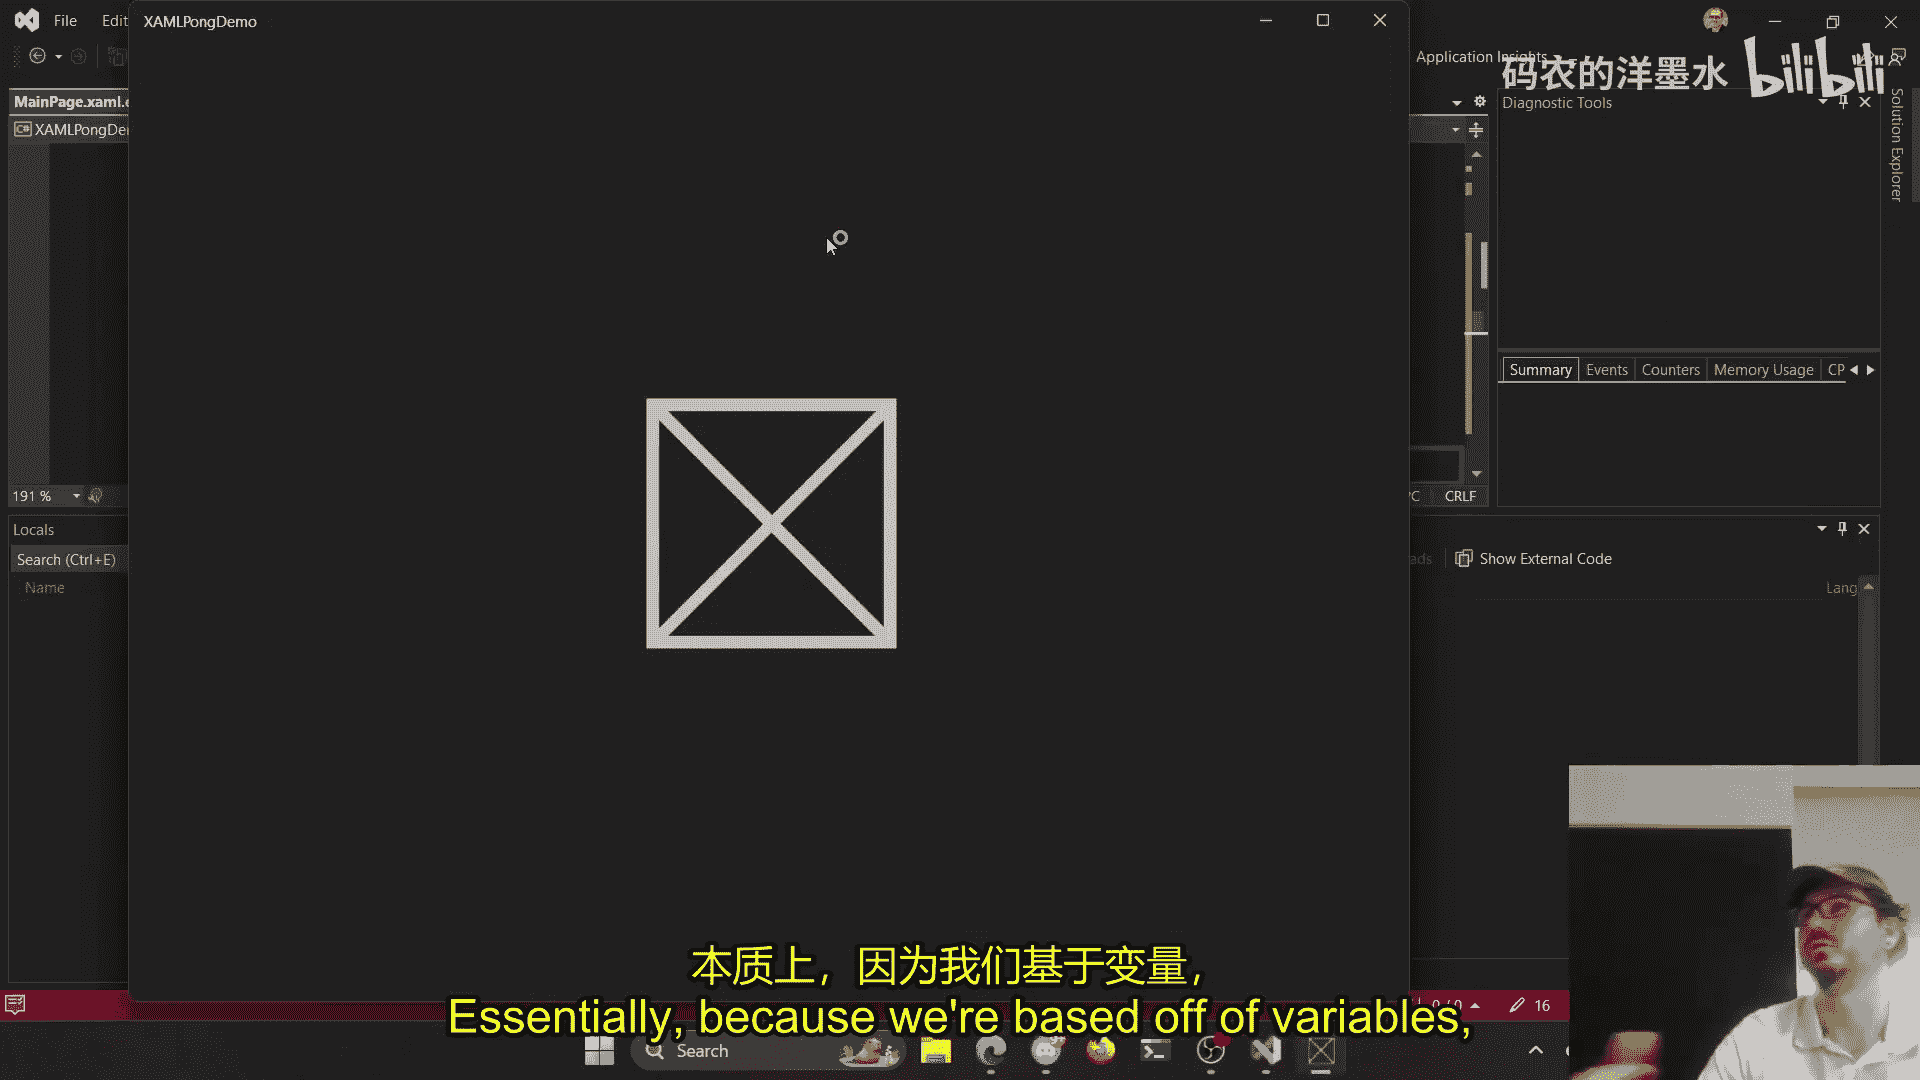 File
Edit
XAMLPongDemo
Application Insights
码农的洋墨水 bilibili
MainPage.xaml.c
Diagnostic Tools
XAMLPongDe
Solution Explorer
Summary
Events
Counters
Memory Usage
CP
191 %
CRLF
Locals
Search (Ctrl+E)
Show External Code
Name
Lang
本质上，因为我们基于变量，
0/0
16
Essentially, because we're based off of variables,
Search